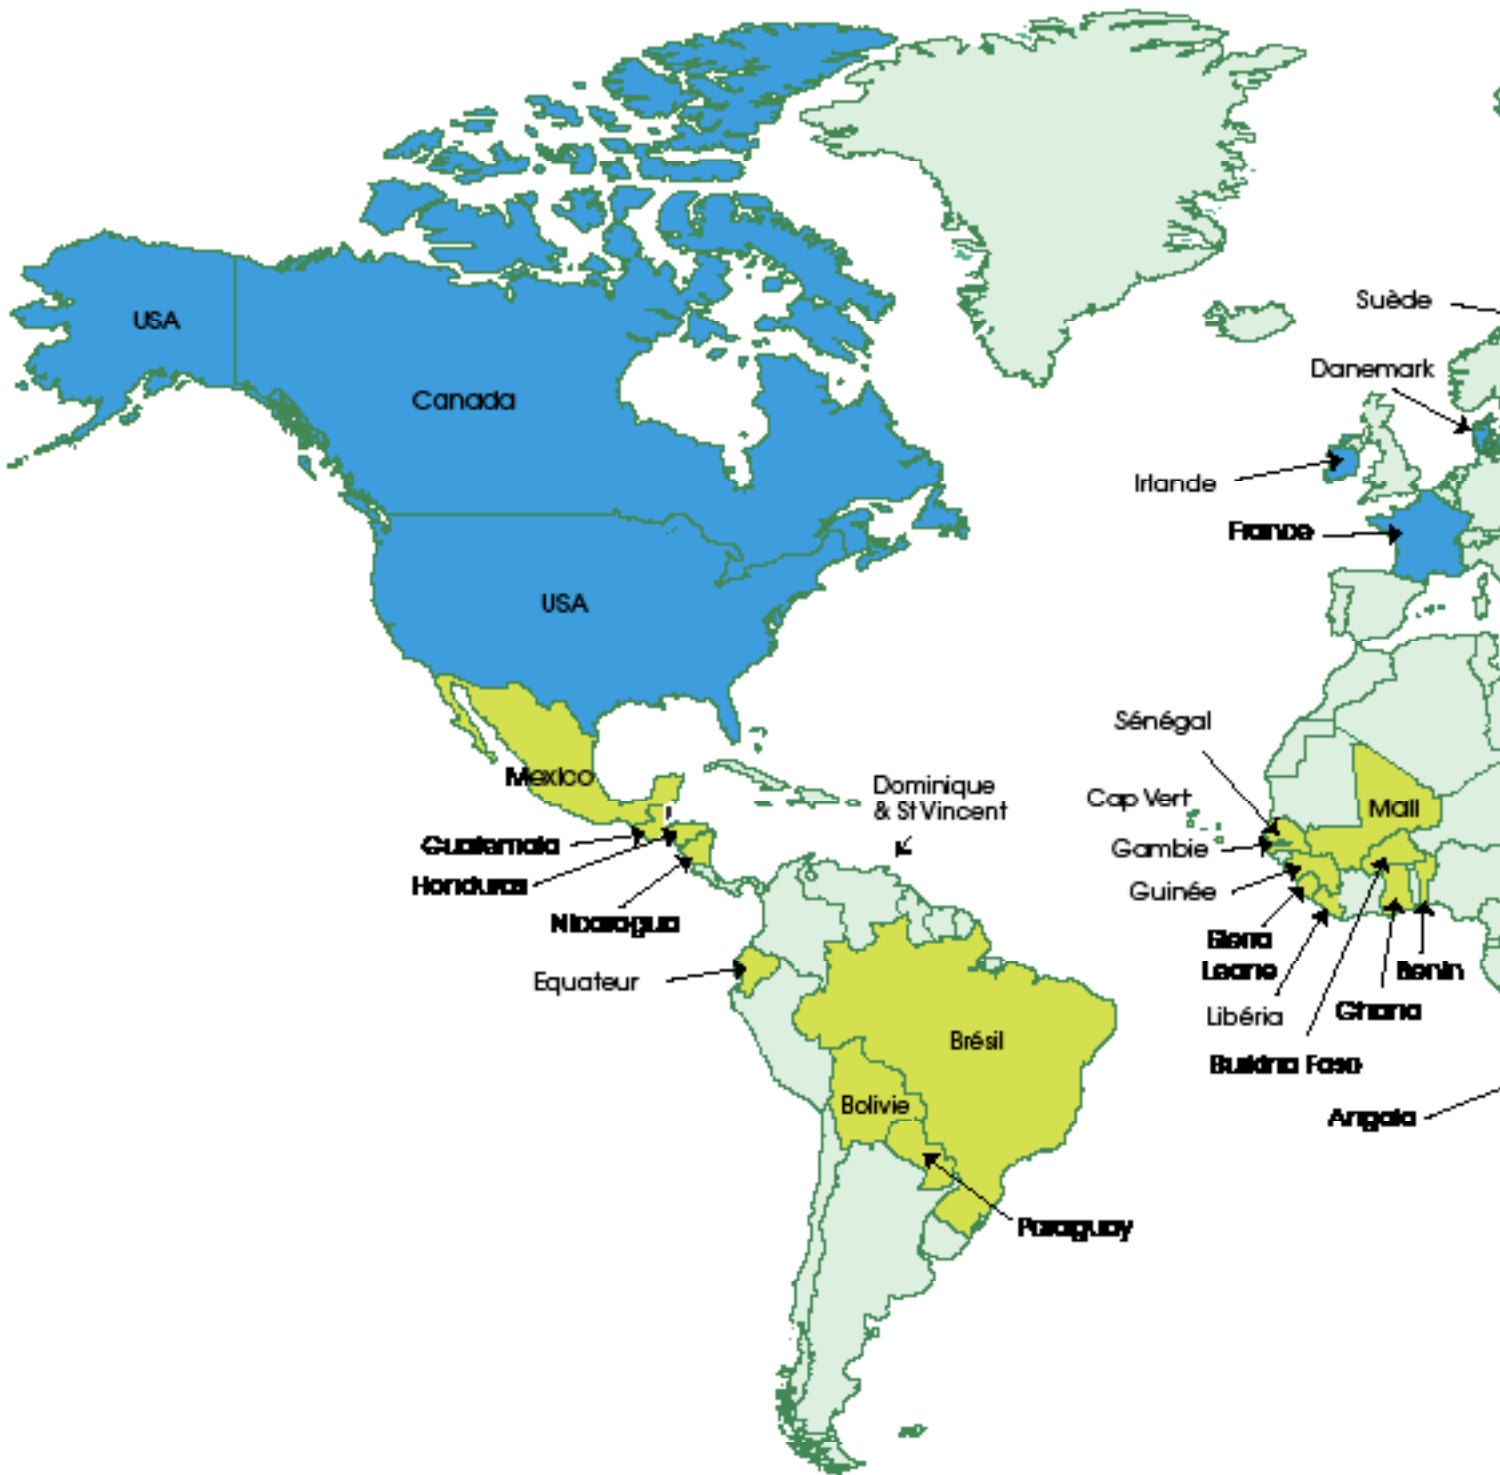 USA
Canada
USA
Mexico
Guatemala
Honduras
Nicaragua
Dominique
& St Vincent
Equateur
Brésil
Bolivie
Paraguay
Suède
Danemark
Irlande
France
Sénégal
Cap Vert
Mali
Gambie
Guinée
Siera
Leone
Benin
Libéria
Ghana
Burkina Faso
Angola